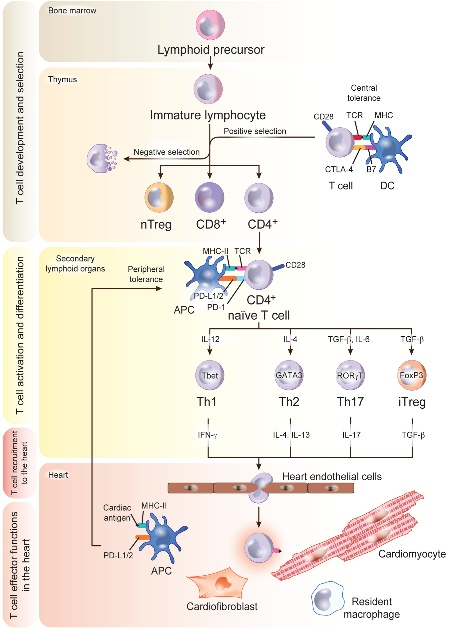 Bone marrow
Lymphoid precursor
Thymus
Immature lymphocyte
Central
tolerance
CD28
TCR
MHC
CTLA-4
B7
T cell
DC
Positive selection
Negative selection
nTreg
CD8+
CD4+
T cell development and selection
Secondary
lymphoid organs
Peripheral
tolerance
MHC-II
TCR
CD28
PD-L1/2
PD-1
APC
CD4+
naïve T cell
IL-12
IL-4
TGF-β, IL-6
TGF-β
Tbet
GATA3
RORγT
FoxP3
Th1
Th2
Th17
iTreg
IFN-γ
IL-4, IL-13
IL-17
TGF-β
T cell activation and differentiation
T cell recruitment
to the heart
Heart
Heart endothelial cells
Cardiac
antigen
MHC-II
PD-L1/2
APC
Cardiomyocyte
Cardiofibroblast
Resident
macrophage
T cell effector functions
in the heart